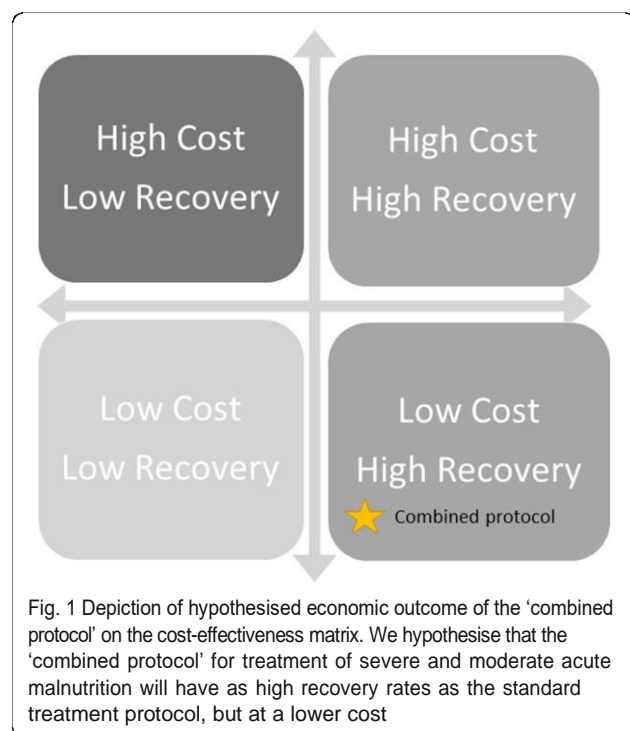 High Cost
Low Recovery
High Cost
High Recovery
Low Cost
Low Recovery
Low Cost
High Recovery
Combined protocol
Fig. 1 Depiction of hypothesised economic outcome of the ‘combined
protocol’ on the cost-effectiveness matrix. We hypothesise that the
‘combined protocol’ for treatment of severe and moderate acute
malnutrition will have as high recovery rates as the standard
treatment protocol, but at a lower cost